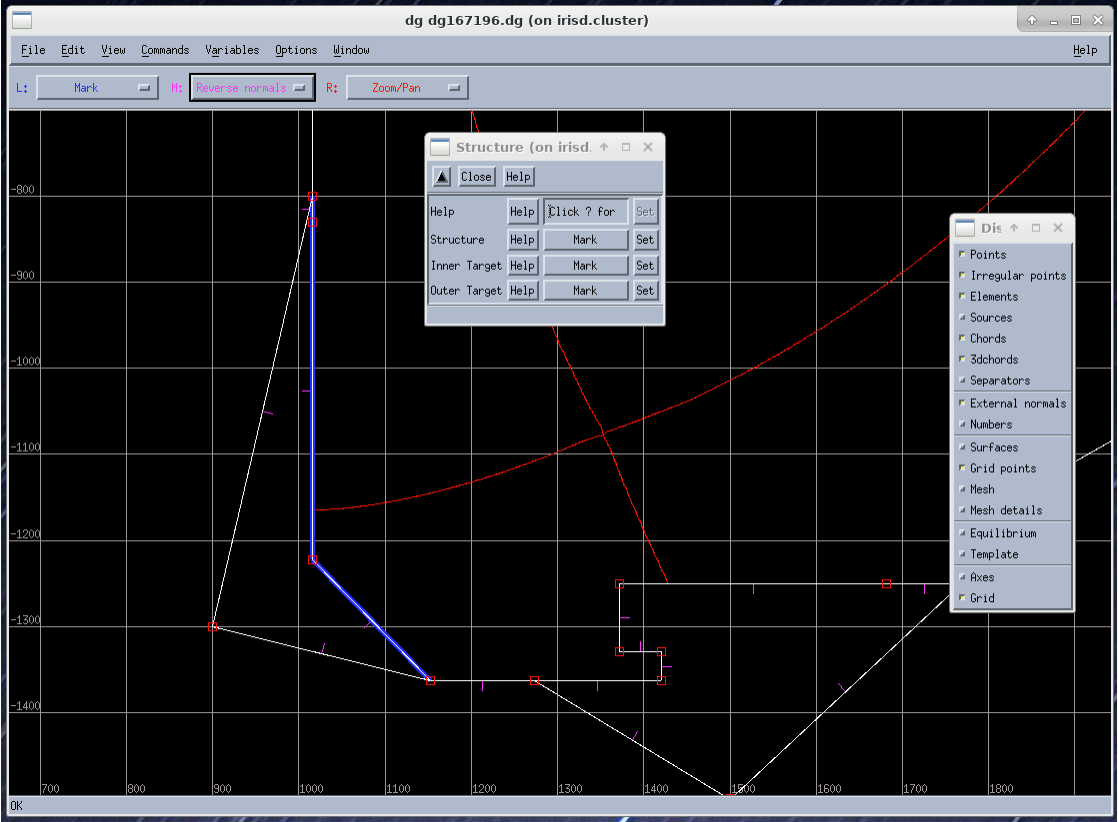 dg dg167196.dg (on irisd.cluster)
File Edit View Commands Variables Options Window Help
L: Mark M: Reverse normals R: Zoom/Pan
Structure (on irisd.
Close Help
Help Help Click ? for Set
Structure Help Mark Set
Inner Target Help Mark Set
Outer Target Help Mark Set
Dis
Points
Irregular points
Elements
Sources
Chords
3dchords
Separators
External normals
Numbers
Surfaces
Grid points
Mesh
Mesh details
Equilibrium
Template
Axes
Grid
-800
-900
-1000
-1100
-1200
-1300
-1400
700 800 900 1000 1100 1200 1300 1400 1500 1600 1700 1800
OK